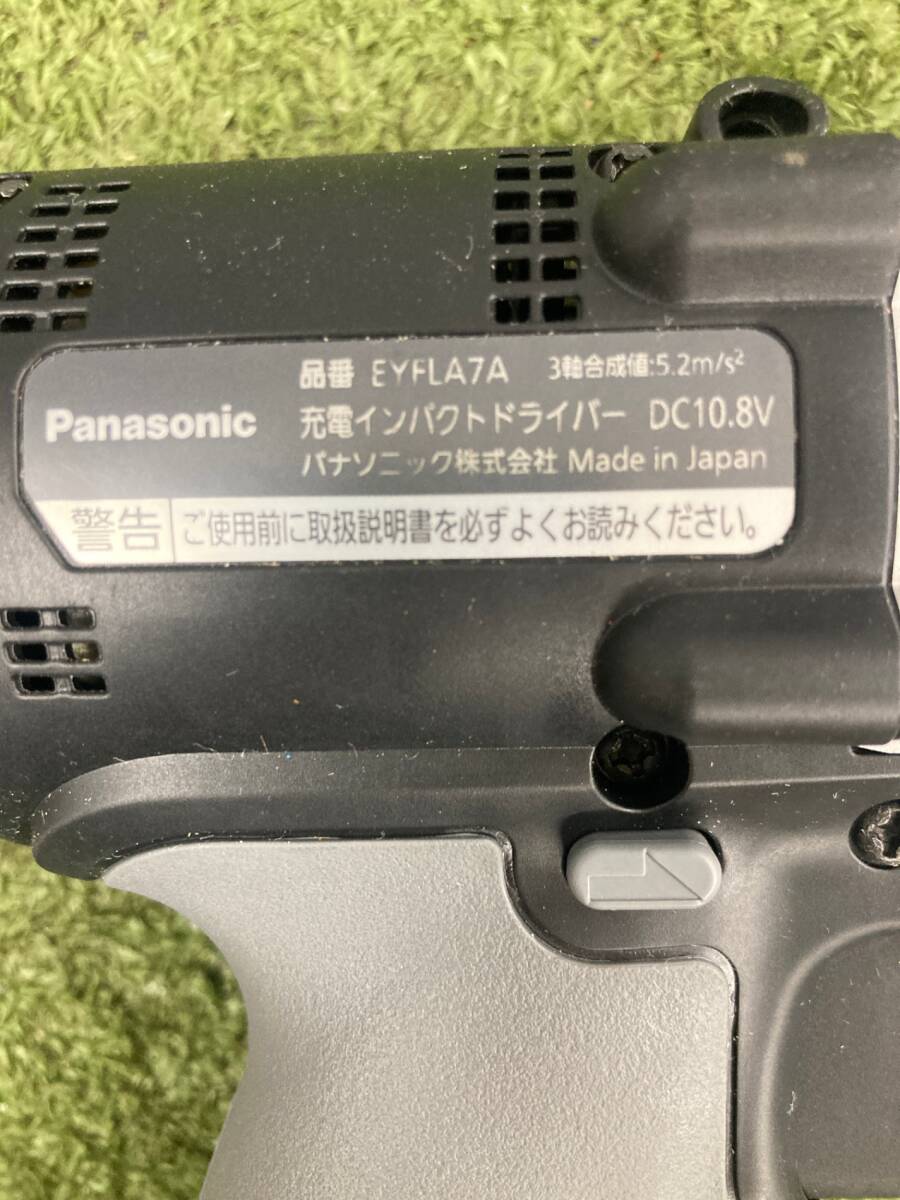 Panasonic
品番 EYFLA7A 3軸合成値:5.2m/s²
充電インパクトドライバー DC10.8V
パナソニック株式会社 Made in Japan
警告 ご使用前に取扱説明書を必ずよくお読みください。